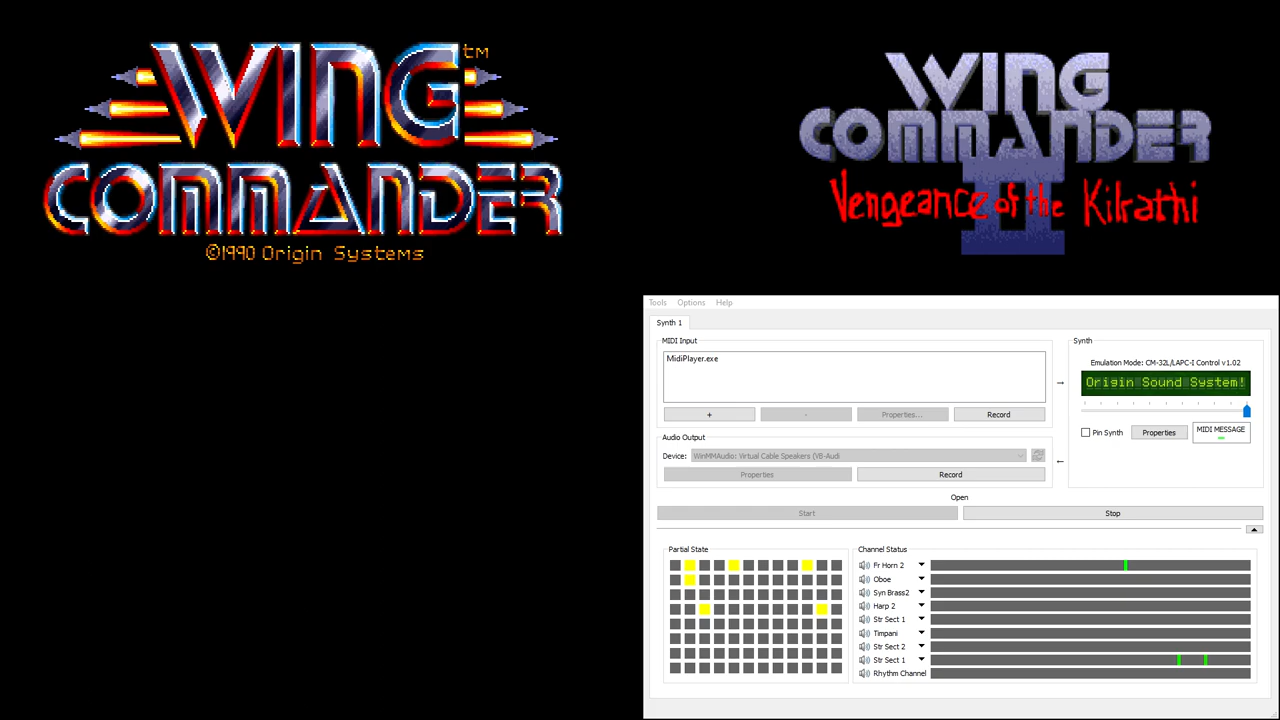 WING
TM
COMMANDER
©1990 Origin Systems
WING
COMMANDER
II
Vengeance of the Kilrathi
Tools Options Help
Synth 1
MIDI Input
MidiPlayer.exe
+ - Properties... Record
Audio Output
Device: WinMMAudio: Virtual Cable Speakers (VB-Audi
Properties Record
Synth
Emulation Mode: CM-32L/LAPC-I Control v1.02
Origin Sound System!
Pin Synth Properties MIDI MESSAGE
Open
Start Stop
Partial State
Channel Status
Fr Horn 2
Oboe
Syn Brass2
Harp 2
Str Sect 1
Timpani
Str Sect 2
Str Sect 1
Rhythm Channel